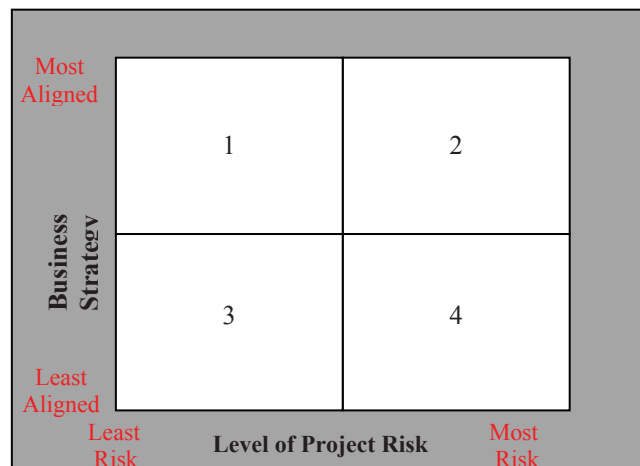 Most
Aligned
1
2
Business
Strategy
3
4
Least
Aligned
Least
Risk
Level of Project Risk
Most
Risk